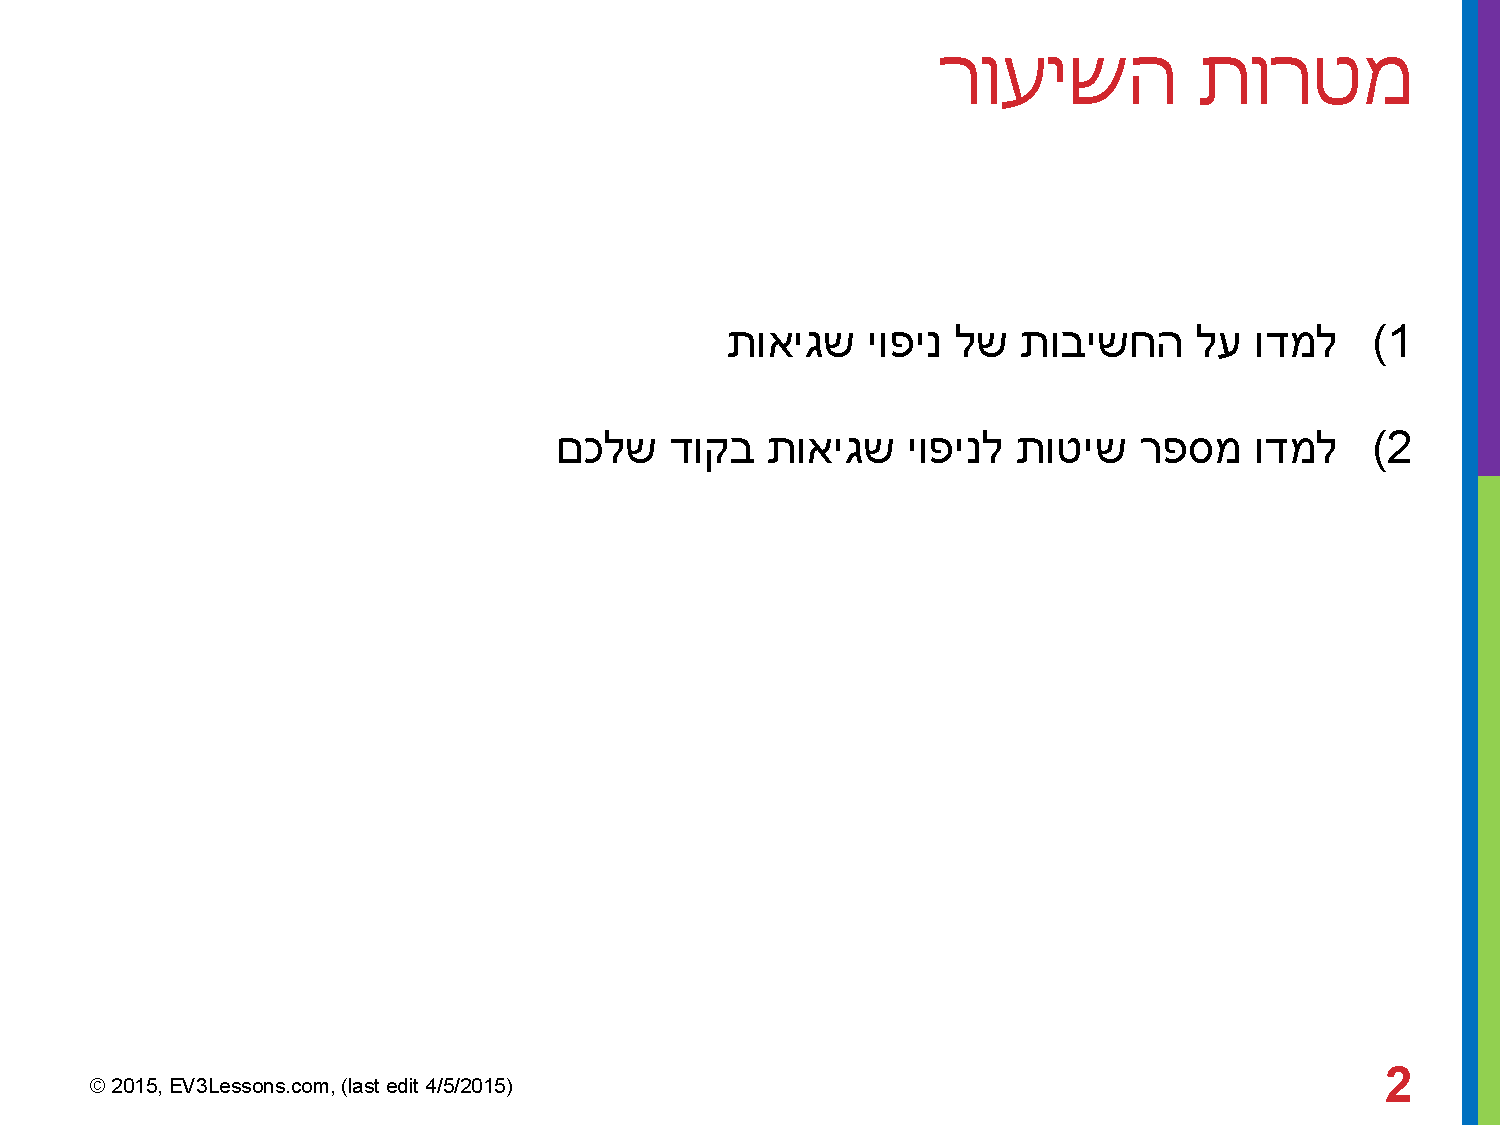 מטרות השיעור
1) למדו על החשיבות של ניפוי שגיאות
2) למדו מספר שיטות לניפוי שגיאות בקוד שלכם
© 2015, EV3Lessons.com, (last edit 4/5/2015)
2